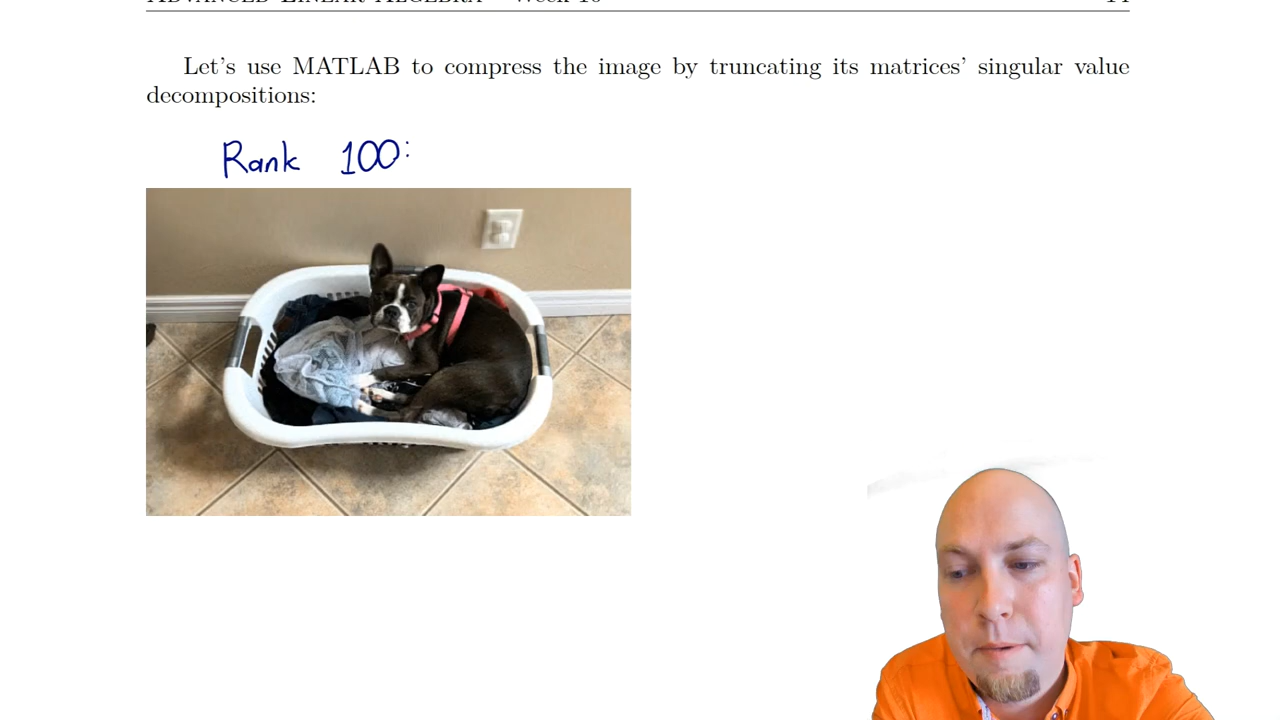 Let's use MATLAB to compress the image by truncating its matrices' singular value
decompositions:
Rank 100: